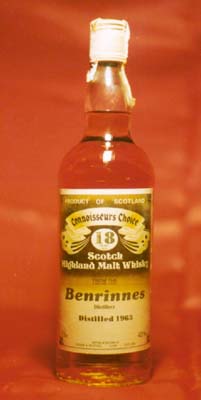 PRODUCT OF SCOTLAND
Connoisseurs Choice
18
Scotch
Highland Malt Whisky
FROM THE
Benrinnes
Distillery
Distilled 1963